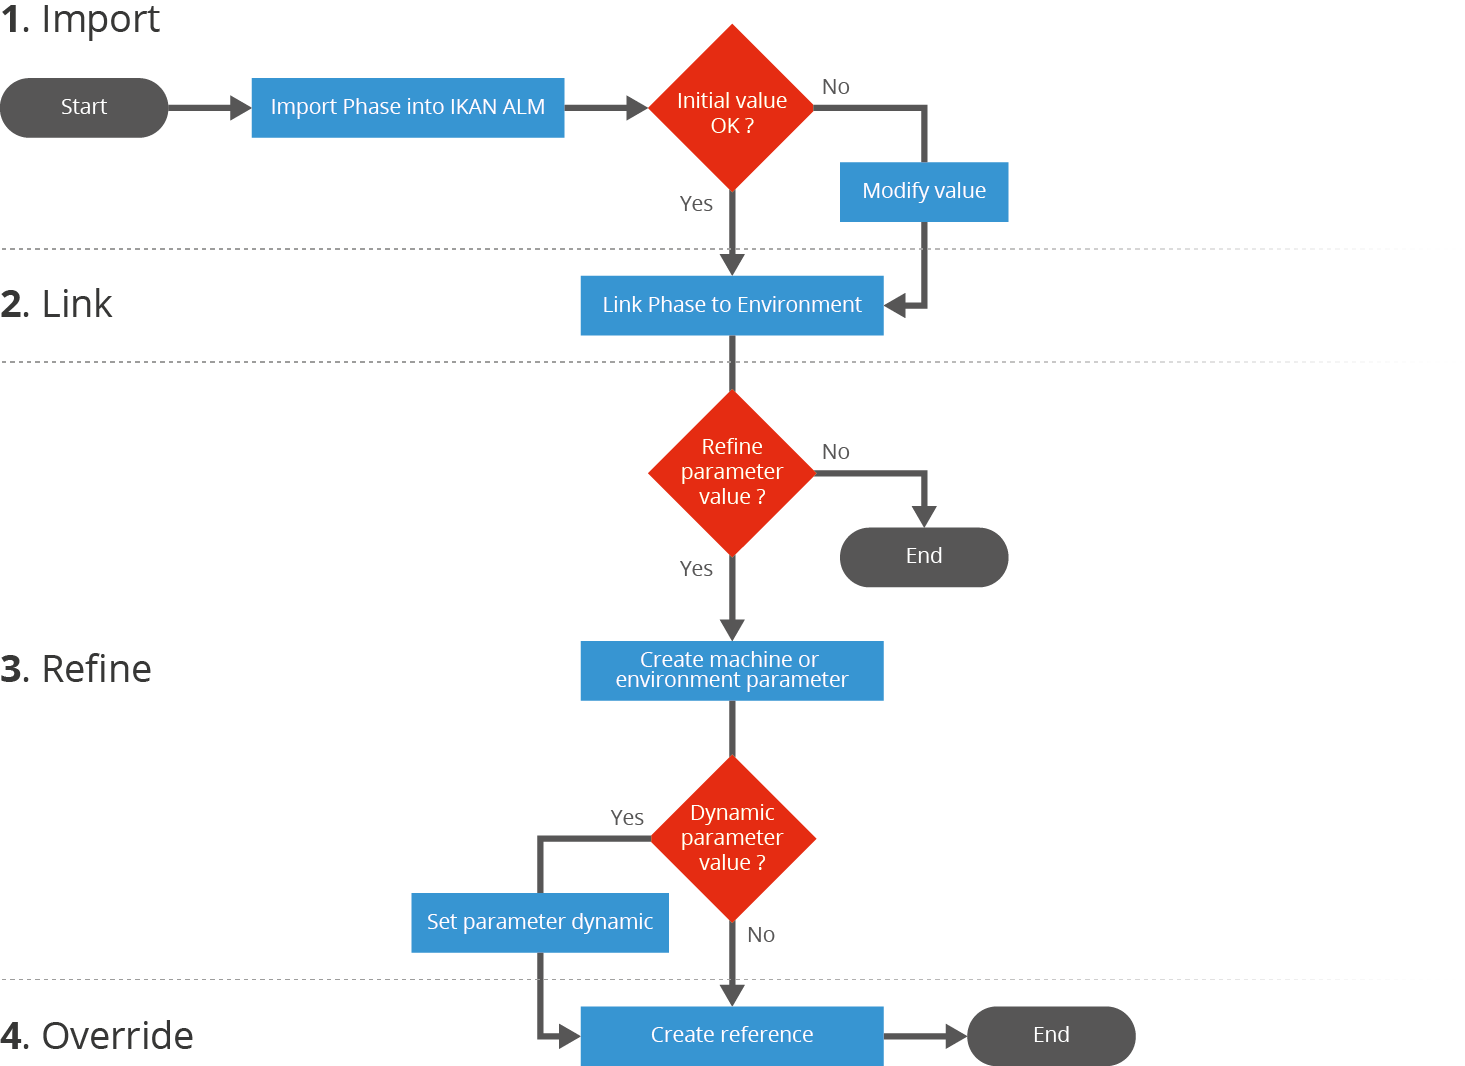 1. Import
Start
Import Phase into IKAN ALM
Initial value
OK ?
No
Modify value
Yes
2. Link
Link Phase to Environment
Refine
parameter
value ?
No
End
Yes
3. Refine
Create machine or
environment parameter
Dynamic
parameter
value ?
Yes
Set parameter dynamic
No
4. Override
Create reference
End